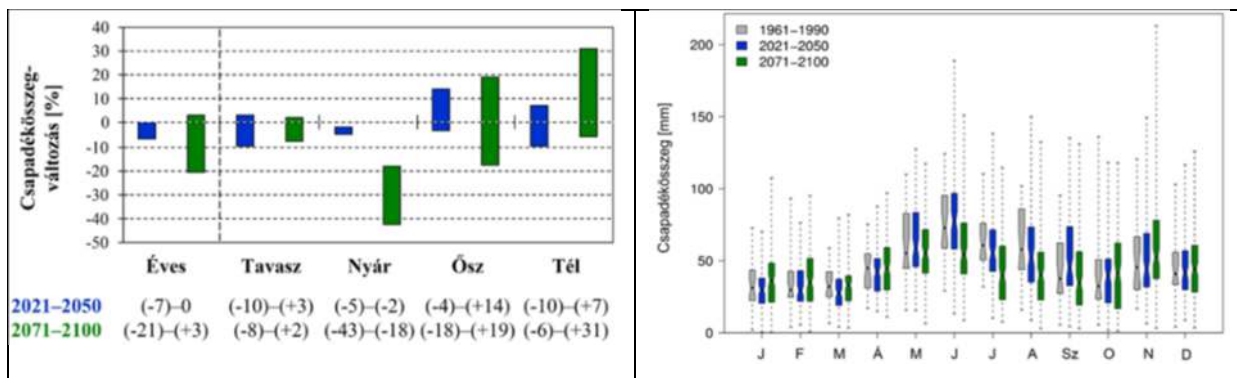 Csapadékösszeg-
változás [%]
40
30
20
10
0
-10
-20
-30
-40
-50
Éves Tavasz Nyár Ősz Tél
2021–2050 (-7)–0 (-10)–(+3) (-5)–(-2) (-4)–(+14) (-10)–(+7)
2071–2100 (-21)–(+3) (-8)–(+2) (-43)–(-18) (-18)–(+19) (-6)–(+31)
1961−1990
2021−2050
2071−2100
Csapadékösszeg [mm]
200
150
100
50
0
J F M Á M J J A Sz O N D